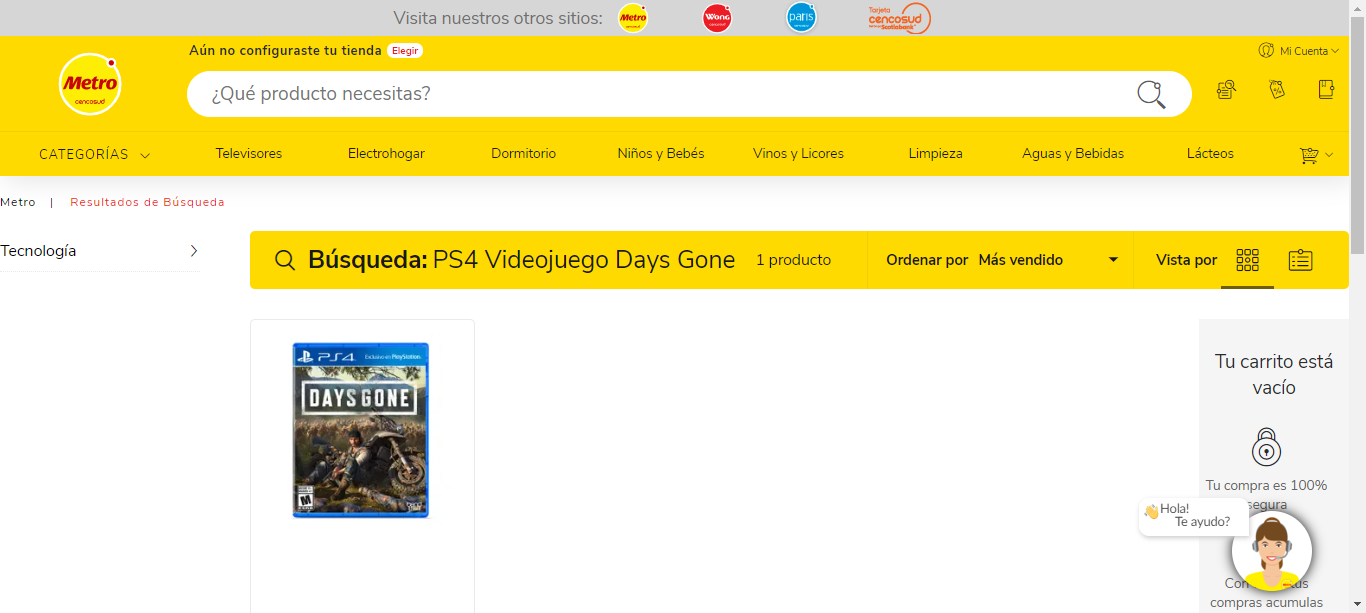 Visita nuestros otros sitios:
Metro
cencosud
Wong
cencosud
paris
Tarjeta
cencosud
Scotiabank
Aún no configuraste tu tienda Elegir
Mi Cuenta
Metro
cencosud
¿Qué producto necesitas?
CATEGORÍAS
Televisores
Electrohogar
Dormitorio
Niños y Bebés
Vinos y Licores
Limpieza
Aguas y Bebidas
Lácteos
Metro | Resultados de Búsqueda
Tecnología
Búsqueda: PS4 Videojuego Days Gone
1 producto
Ordenar por Más vendido
Vista por
PS4
Exclusivo en PlayStation
DAYS GONE
M
Tu carrito está
vacío
Tu compra es 100%
segura
Hola!
Te ayudo?
Con tus
compras acumulas